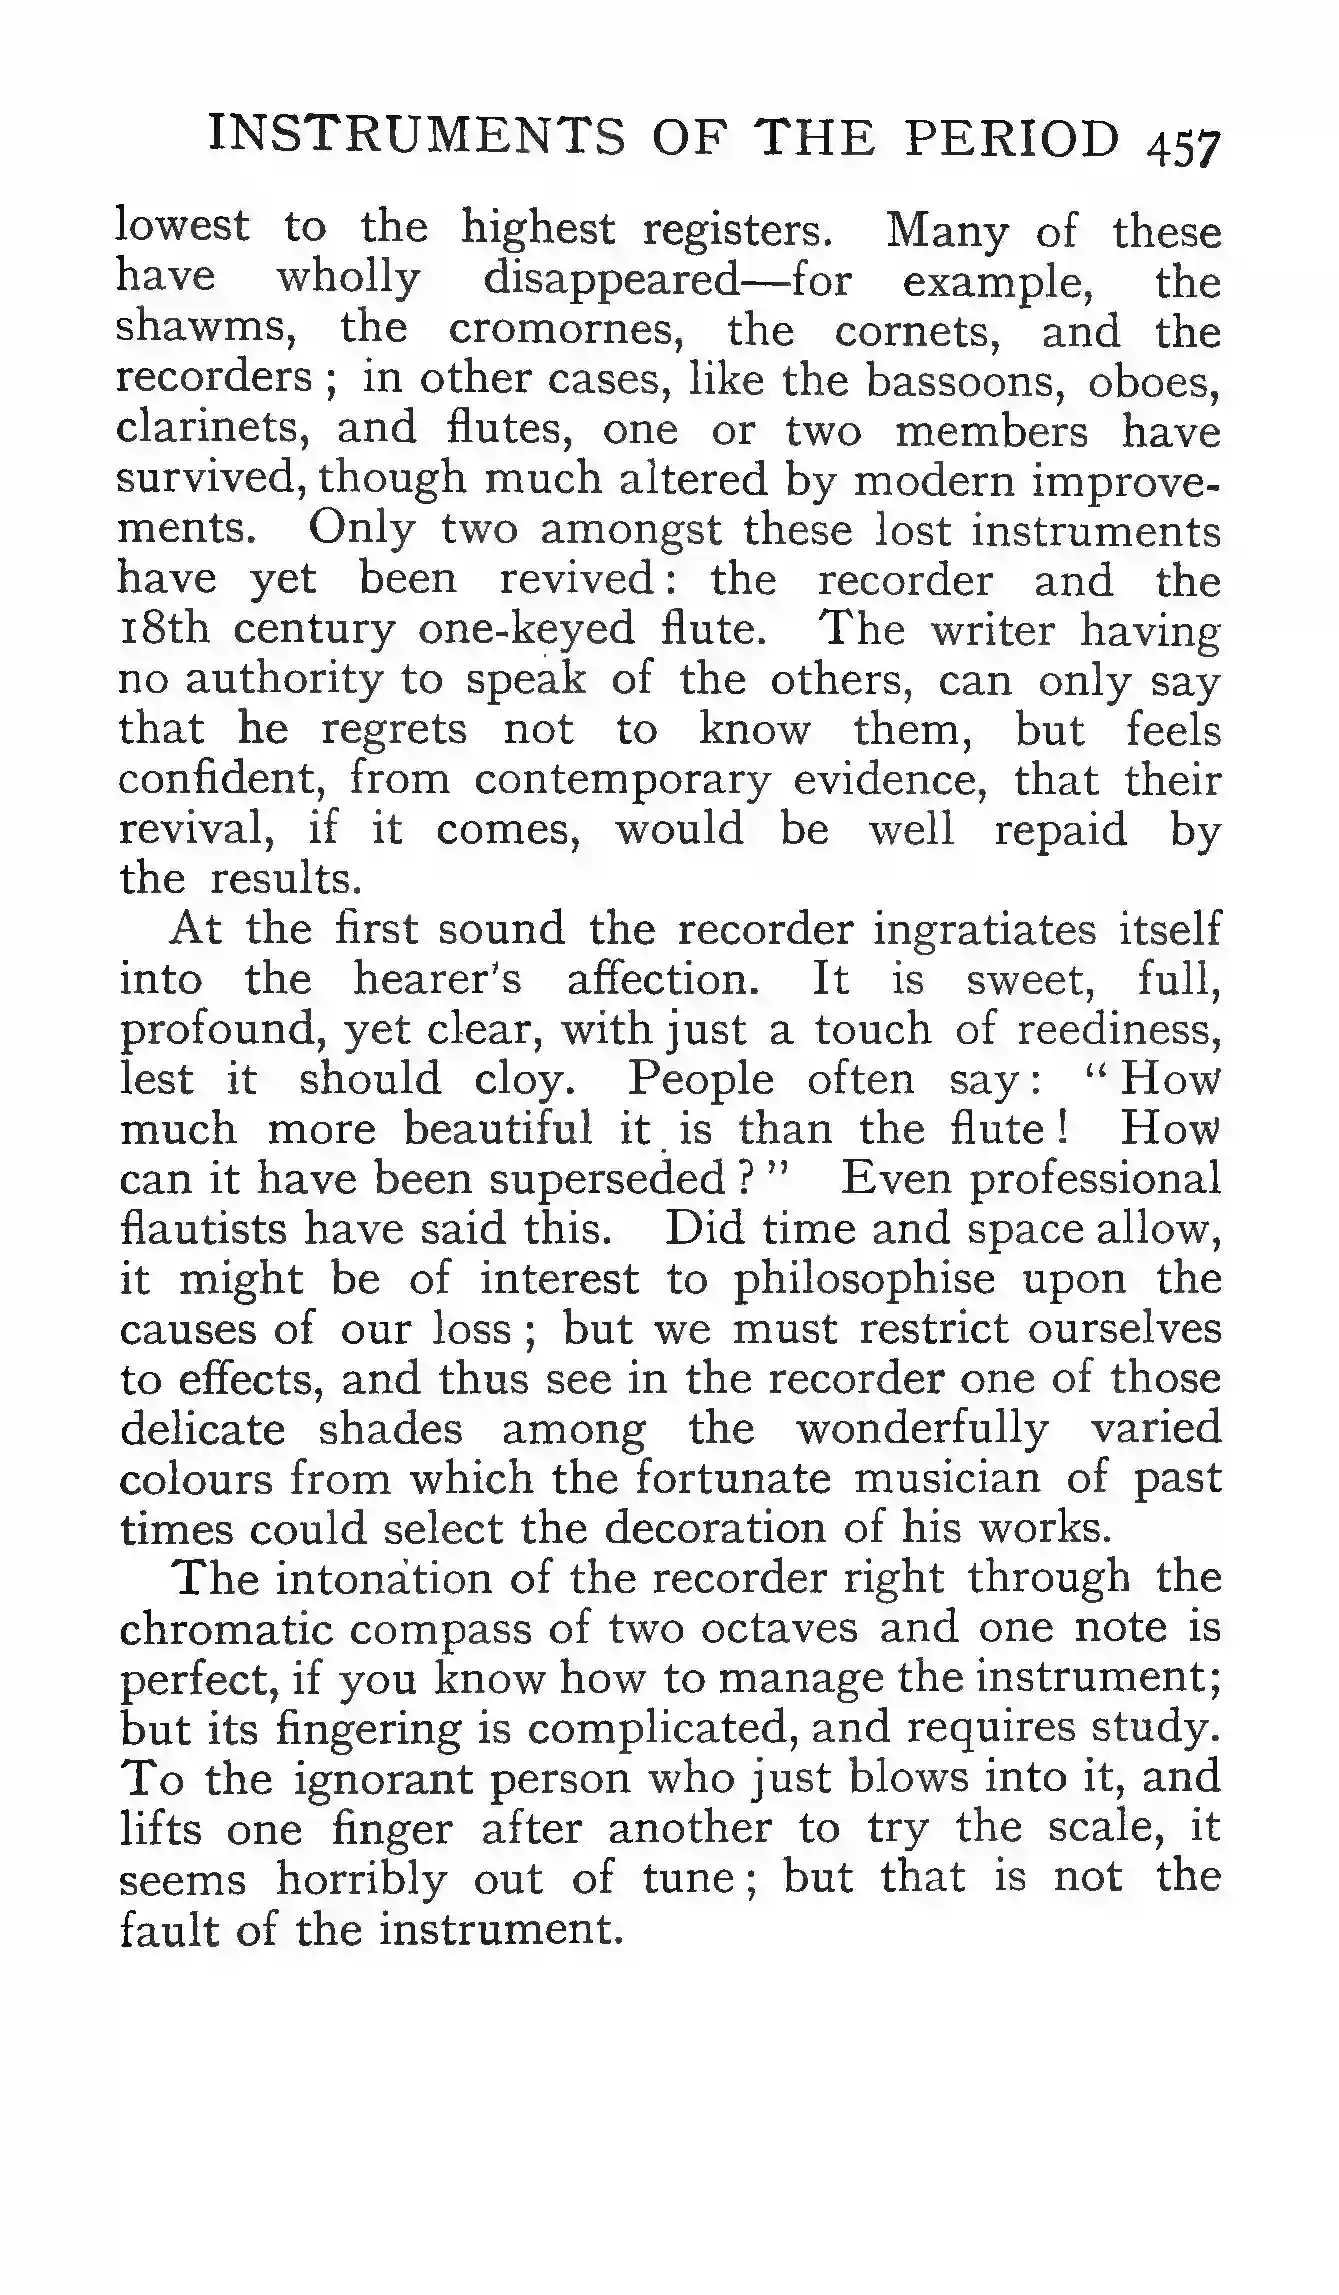 INSTRUMENTS OF THE PERIOD 457
lowest to the highest registers. Many of these
have wholly disappeared—for example, the
shawms, the cromornes, the cornets, and the
recorders ; in other cases, like the bassoons, oboes,
clarinets, and flutes, one or two members have
survived, though much altered by modern improve-
ments. Only two amongst these lost instruments
have yet been revived : the recorder and the
18th century one-keyed flute. The writer having
no authority to speak of the others, can only say
that he regrets not to know them, but feels
confident, from contemporary evidence, that their
revival, if it comes, would be well repaid by
the results.
At the first sound the recorder ingratiates itself
into the hearer's affection. It is sweet, full,
profound, yet clear, with just a touch of reediness,
lest it should cloy. People often say : " How
much more beautiful it is than the flute ! How
can it have been superseded ? " Even professional
flautists have said this. Did time and space allow,
it might be of interest to philosophise upon the
causes of our loss ; but we must restrict ourselves
to effects, and thus see in the recorder one of those
delicate shades among the wonderfully varied
colours from which the fortunate musician of past
times could select the decoration of his works.
The intonation of the recorder right through the
chromatic compass of two octaves and one note is
perfect, if you know how to manage the instrument;
but its fingering is complicated, and requires study.
To the ignorant person who just blows into it, and
lifts one finger after another to try the scale, it
seems horribly out of tune ; but that is not the
fault of the instrument.